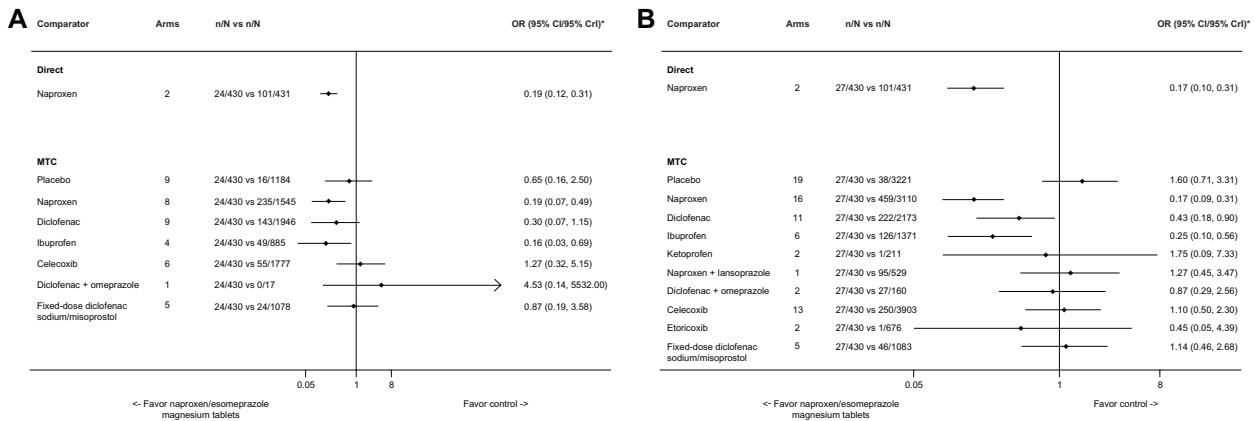 A
Comparator Arms n/N vs n/N OR (95% CI/95% CrI)*
Direct
Naproxen 2 24/430 vs 101/431 0.19 (0.12, 0.31)
MTC
Placebo 9 24/430 vs 16/1184 0.65 (0.16, 2.50)
Naproxen 8 24/430 vs 235/1545 0.19 (0.07, 0.49)
Diclofenac 9 24/430 vs 143/1946 0.30 (0.07, 1.15)
Ibuprofen 4 24/430 vs 49/885 0.16 (0.03, 0.69)
Celecoxib 6 24/430 vs 55/1777 1.27 (0.32, 5.15)
Diclofenac + omeprazole 1 24/430 vs 0/17 4.53 (0.14, 5532.00)
Fixed-dose diclofenac 5 24/430 vs 24/1078 0.87 (0.19, 3.58)
sodium/misoprostol
0.05 1 8
<- Favor naproxen/esomeprazole Favor control ->
magnesium tablets
B
Comparator Arms n/N vs n/N OR (95% CI/95% CrI)*
Direct
Naproxen 2 27/430 vs 101/431 0.17 (0.10, 0.31)
MTC
Placebo 19 27/430 vs 38/3221 1.60 (0.71, 3.31)
Naproxen 16 27/430 vs 459/3110 0.17 (0.09, 0.31)
Diclofenac 11 27/430 vs 222/2173 0.43 (0.18, 0.90)
Ibuprofen 6 27/430 vs 126/1371 0.25 (0.10, 0.56)
Ketoprofen 2 27/430 vs 1/211 1.75 (0.09, 7.33)
Naproxen + lansoprazole 1 27/430 vs 95/529 1.27 (0.45, 3.47)
Diclofenac + omeprazole 2 27/430 vs 27/160 0.87 (0.29, 2.56)
Celecoxib 13 27/430 vs 250/3903 1.10 (0.50, 2.30)
Etoricoxib 2 27/430 vs 1/676 0.45 (0.05, 4.39)
Fixed-dose diclofenac 5 27/430 vs 46/1083 1.14 (0.46, 2.68)
sodium/misoprostol
0.05 1 8
<- Favor naproxen/esomeprazole Favor control ->
magnesium tablets